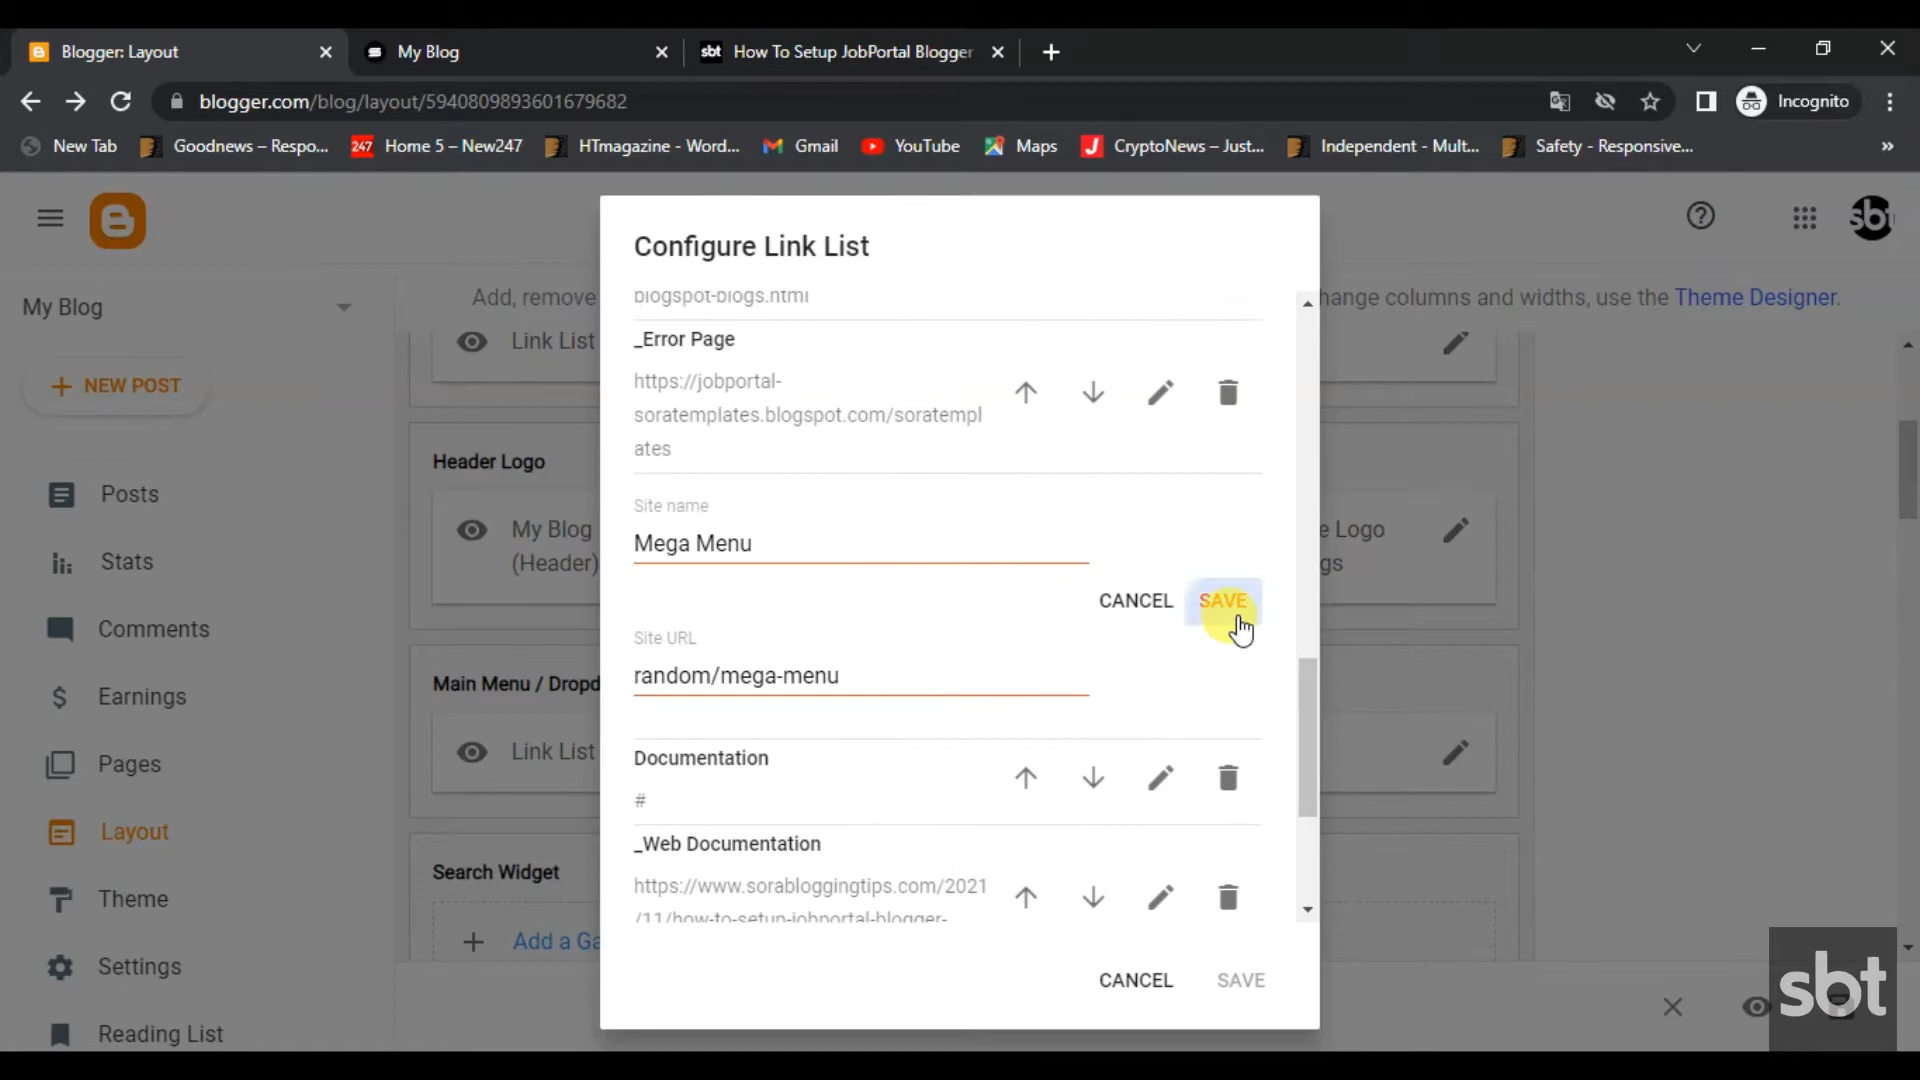 Blogger: Layout
My Blog
sbt How To Setup JobPortal Blogger
blogger.com/blog/layout/5940809893601679682
Incognito
New Tab
Goodnews – Respo...
247 Home 5 – New247
HTmagazine - Word...
Gmail
YouTube
Maps
J CryptoNews – Just...
Independent - Mult...
Safety - Responsive...
»
sbt
My Blog
NEW POST
Posts
Stats
Comments
Earnings
Pages
Layout
Theme
Settings
Reading List
Add, remove
hange columns and widths, use the Theme Designer.
Link List
Header Logo
My Blog
(Header)
e Logo
gs
Main Menu / Dropd
Link List
Search Widget
Add a Ga
Configure Link List
blogspot-blogs.html
_Error Page
https://jobportal-
soratemplates.blogspot.com/soratempl
ates
Site name
Mega Menu
CANCEL SAVE
Site URL
random/mega-menu
Documentation
#
_Web Documentation
https://www.sorabloggingtips.com/2021
/11/how-to-setup-jobportal-blogger-
CANCEL SAVE
sbt